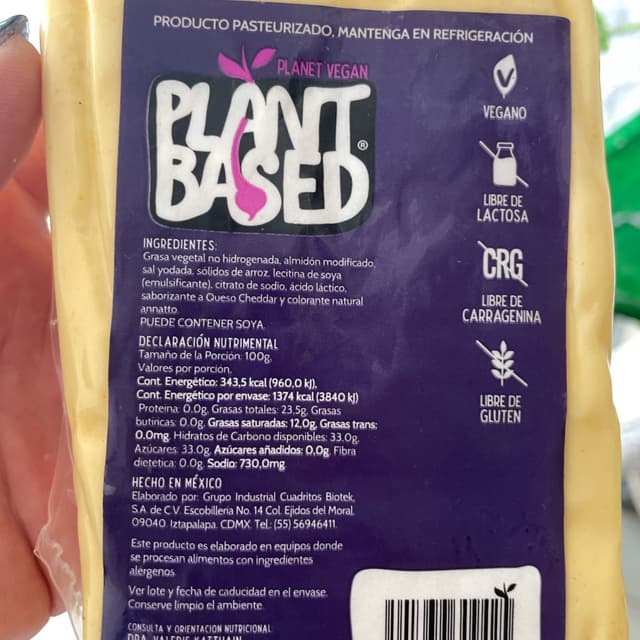 PRODUCTO PASTEURIZADO, MANTENGA EN REFRIGERACIÓN
PLANET VEGAN
PLANT
BASED®
VEGANO
LIBRE DE
LACTOSA
CRG
LIBRE DE
CARRAGENINA
LIBRE DE
GLUTEN
INGREDIENTES:
Grasa vegetal no hidrogenada, almidón modificado,
sal yodada, sólidos de arroz, lecitina de soya
(emulsificante), citrato de sodio, ácido láctico,
saborizante a Queso Cheddar y colorante natural
annatto.
PUEDE CONTENER SOYA
DECLARACIÓN NUTRIMENTAL
Tamaño de la Porción: 100g,
Valores por porción.
Cont. Energético: 343,5 kcal (960,0 kJ),
Cont. Energético por envase: 1374 kcal (3840 kJ)
Proteína: 0.0g, Grasas totales: 23,5g, Grasas
butíricas: 0.0g, Grasas saturadas: 12,0g, Grasas trans:
0.0mg, Hidratos de Carbono disponibles: 33.0g,
Azúcares: 33.0g, Azúcares añadidos: 0,0g, Fibra
dietética: 0.0g, Sodio: 730,0mg
HECHO EN MÉXICO
Elaborado por: Grupo Industrial Cuadritos Biotek,
S.A. de C.V. Escobillería No. 14 Col. Ejidos del Moral.
09040 Iztapalapa. CDMX. Tel.: (55) 56946411
Este producto es elaborado en equipos donde
se procesan alimentos con ingredientes
alérgenos.
Ver lote y fecha de caducidad en el envase.
Conserve limpio el ambiente.
CONSULTA Y ORIENTACIÓN NUTRICIONAL:
DRA. VALERIE